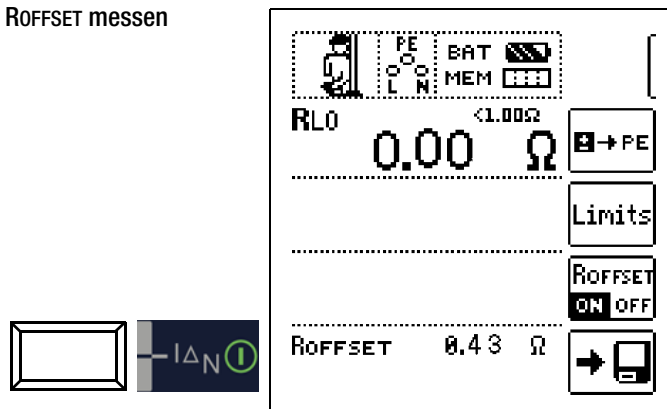 ROFFSET messen
PE
L N
BAT
MEM
RLO <1.00Ω
0.00 Ω
→PE
Limits
ROFFSET
ON OFF
ROFFSET 0.43 Ω
IΔN